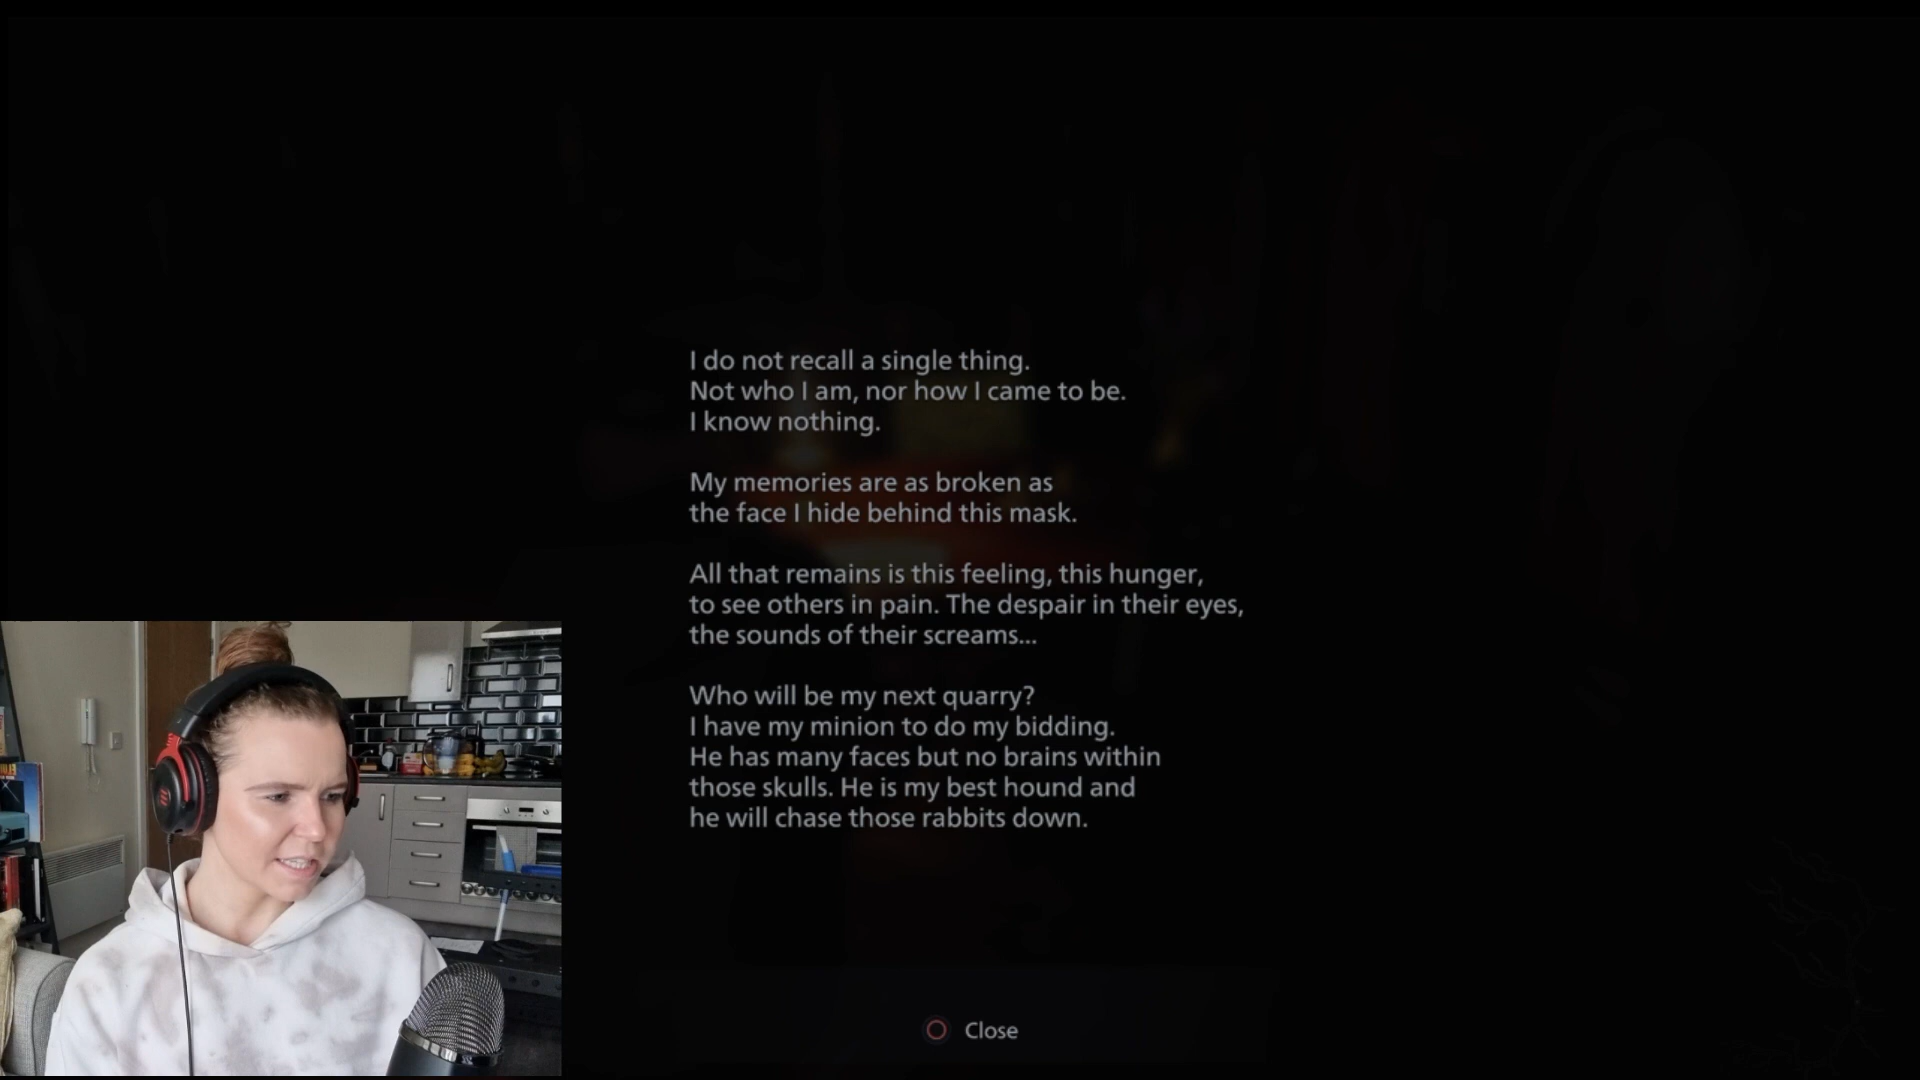 I do not recall a single thing.
Not who I am, nor how I came to be.
I know nothing.
My memories are as broken as
the face I hide behind this mask.
All that remains is this feeling, this hunger,
to see others in pain. The despair in their eyes,
the sounds of their screams...
Who will be my next quarry?
I have my minion to do my bidding.
He has many faces but no brains within
those skulls. He is my best hound and
he will chase those rabbits down.
Close